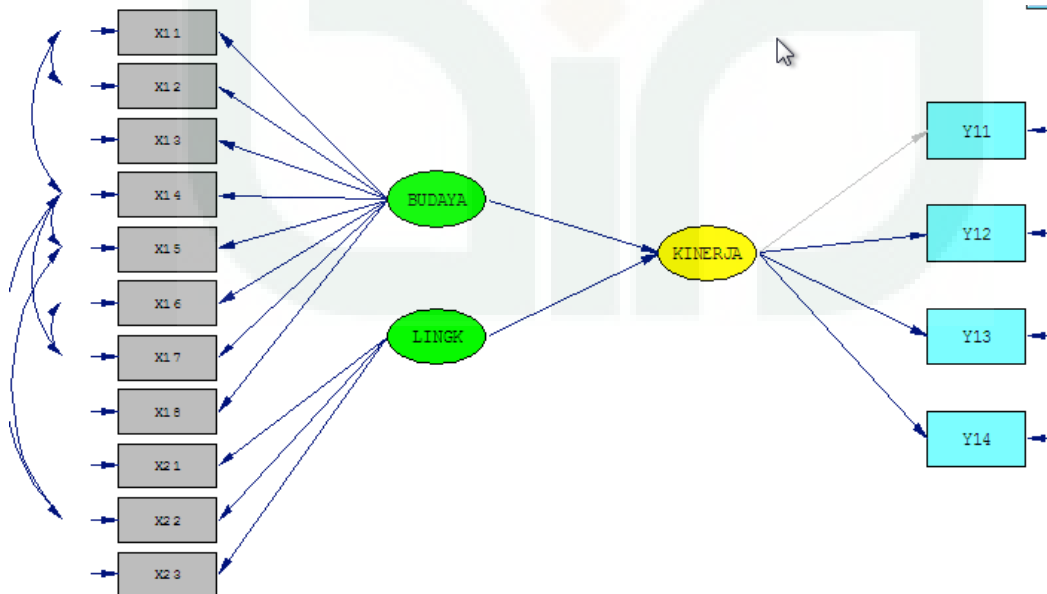 X11
X12
X13
X14
X15
X16
X17
X18
X21
X22
X23
BUDAYA
LINGK
KINERJA
Y11
Y12
Y13
Y14